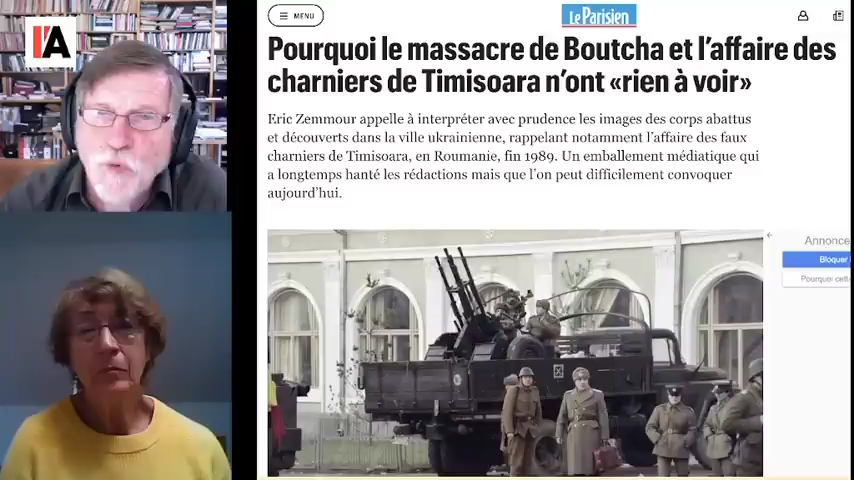 IA
MENU
Le Parisien
Pourquoi le massacre de Boutcha et l'affaire des
charniers de Timisoara n'ont «rien à voir»
Eric Zemmour appelle à interpréter avec prudence les images des corps abattus
et découverts dans la ville ukrainienne, rappelant notamment l'affaire des faux
charniers de Timisoara, en Roumanie, fin 1989. Un emballement médiatique qui
a longtemps hanté les rédactions mais que l'on peut difficilement convoquer
aujourd'hui.
Annonce
Bloquer
Pourquoi cett